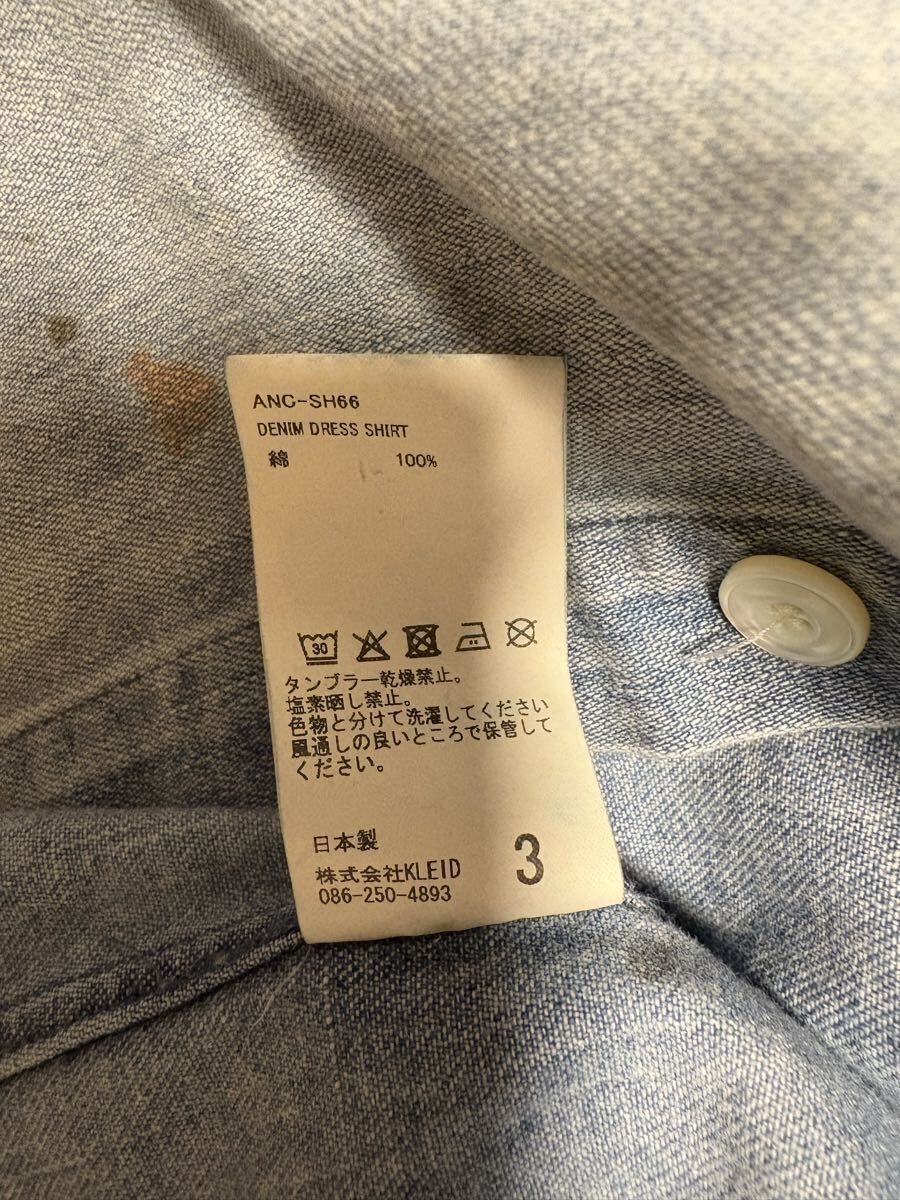 ANC-SH66
DENIM DRESS SHIRT
綿 100%
30
タンブラー乾燥禁止。
塩素晒し禁止。
色物と分けて洗濯してください
風通しの良いところで保管して
ください。
日本製
株式会社KLEID 3
086-250-4893